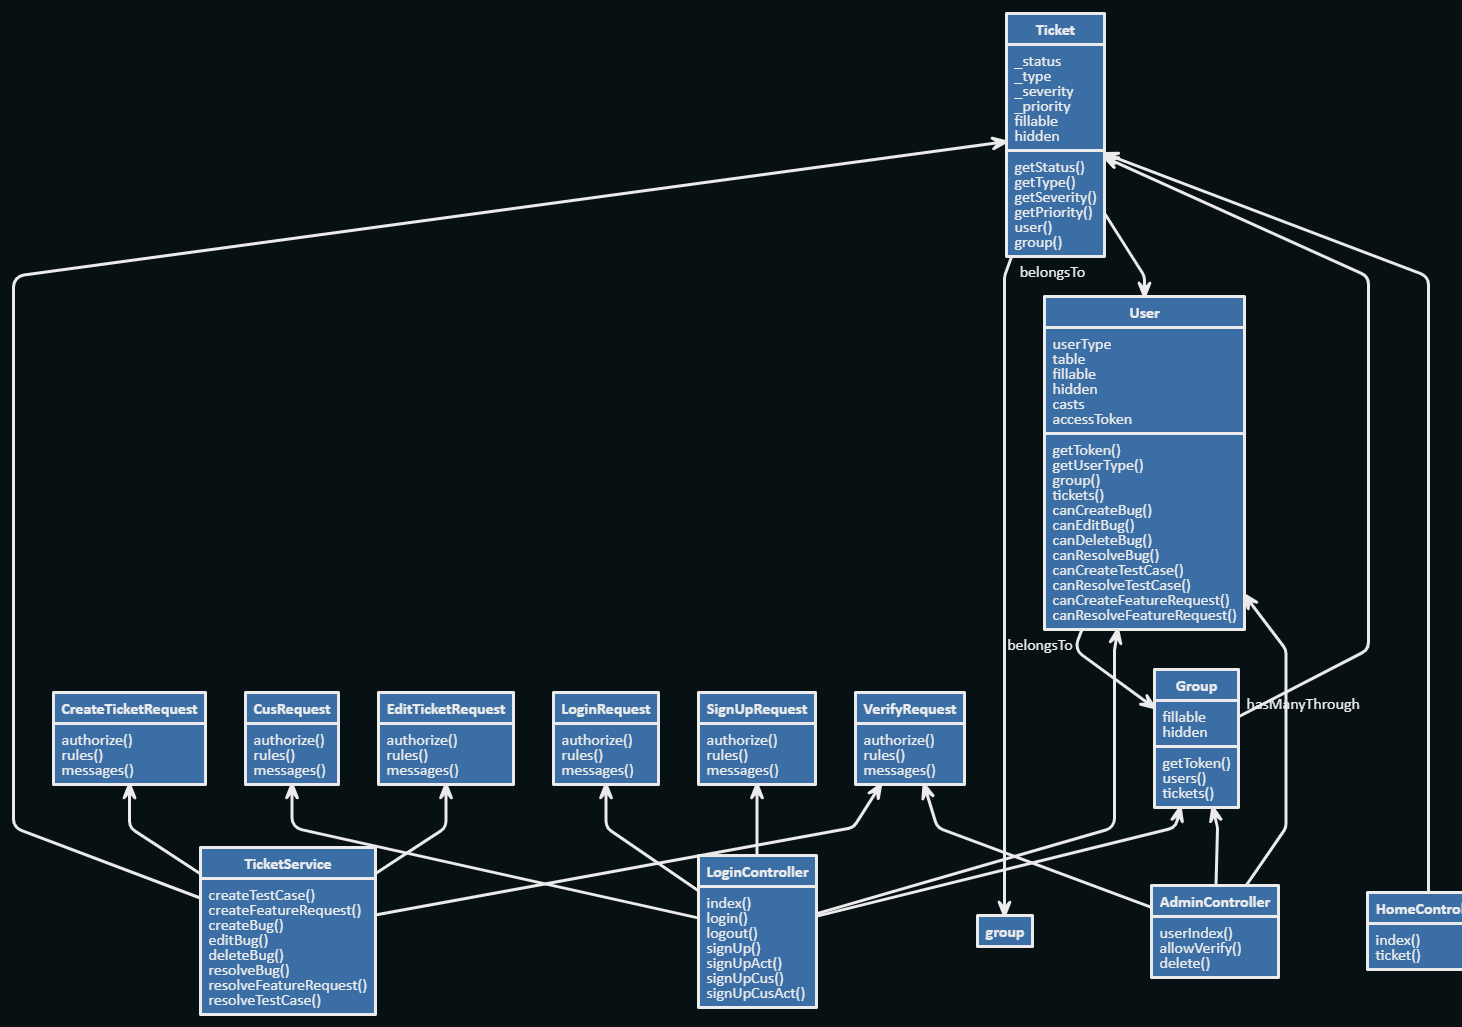 Ticket
_status
_type
_severity
_priority
fillable
hidden
getStatus()
getType()
getSeverity()
getPriority()
user()
group()
belongsTo
User
userType
table
fillable
hidden
casts
accessToken
getToken()
getUserType()
group()
tickets()
canCreateBug()
canEditBug()
canDeleteBug()
canResolveBug()
canCreateTestCase()
canResolveTestCase()
canCreateFeatureRequest()
canResolveFeatureRequest()
belongsTo
Group
fillable
hidden
getToken()
users()
tickets()
hasManyThrough
CreateTicketRequest
authorize()
rules()
messages()
CusRequest
authorize()
rules()
messages()
EditTicketRequest
authorize()
rules()
messages()
LoginRequest
authorize()
rules()
messages()
SignUpRequest
authorize()
rules()
messages()
VerifyRequest
authorize()
rules()
messages()
TicketService
createTestCase()
createFeatureRequest()
createBug()
editBug()
deleteBug()
resolveBug()
resolveFeatureRequest()
resolveTestCase()
LoginController
index()
login()
logout()
signUp()
signUpAct()
signUpCus()
signUpCusAct()
group
AdminController
userIndex()
allowVerify()
delete()
HomeControl
index()
ticket()